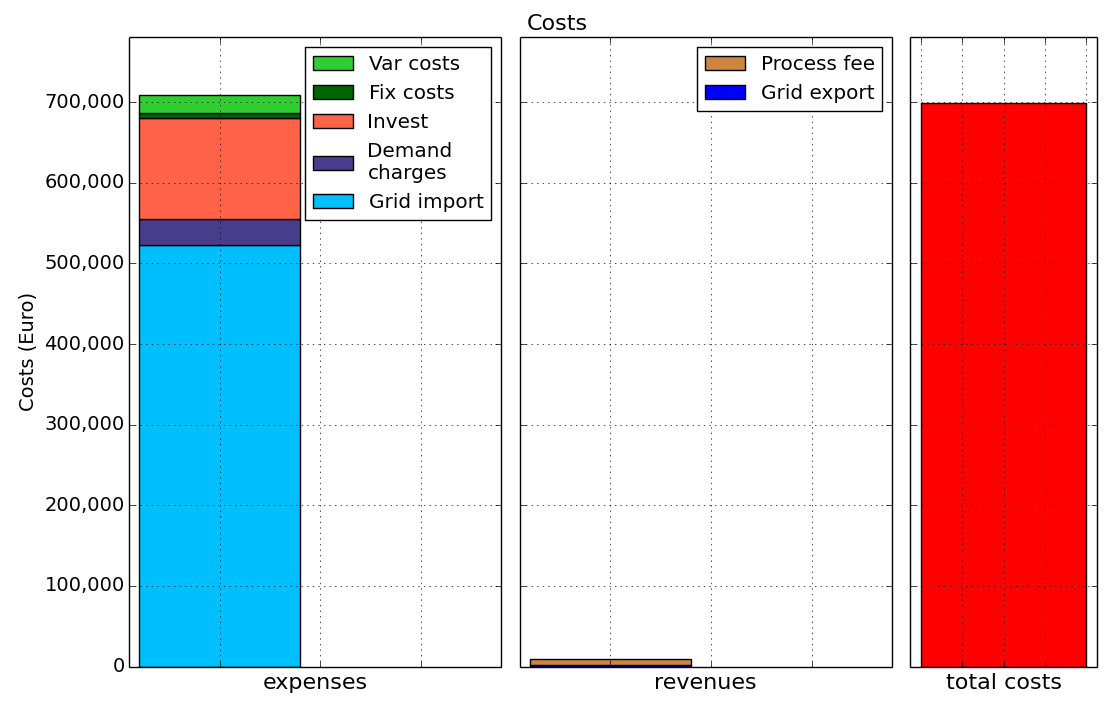 Costs
Costs (Euro)
700,000
600,000
500,000
400,000
300,000
200,000
100,000
0
Var costs
Fix costs
Invest
Demand
charges
Grid import
expenses
Process fee
Grid export
revenues
total costs